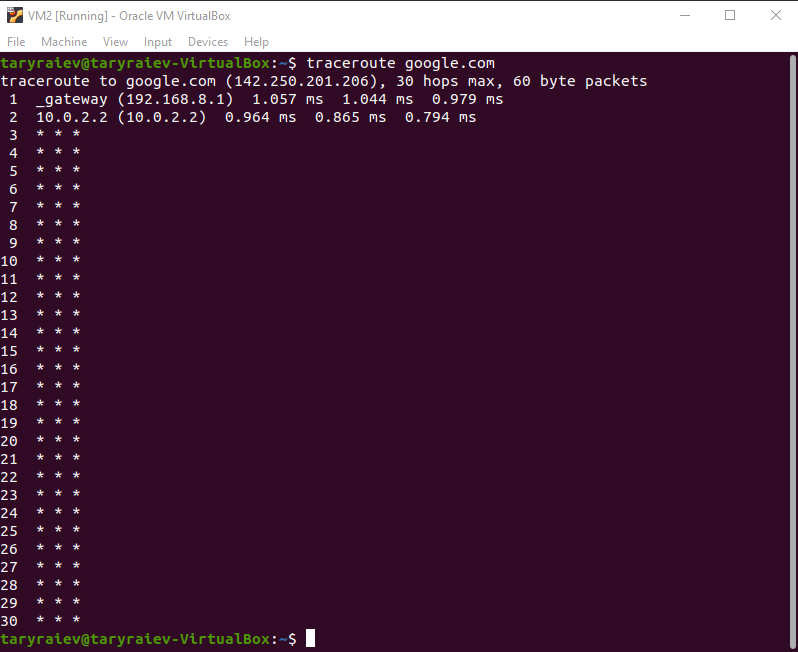 VM2 [Running] - Oracle VM VirtualBox
File Machine View Input Devices Help
taryraiev@taryraiev-VirtualBox:~$ traceroute google.com
traceroute to google.com (142.250.201.206), 30 hops max, 60 byte packets
1 _gateway (192.168.8.1) 1.057 ms 1.044 ms 0.979 ms
2 10.0.2.2 (10.0.2.2) 0.964 ms 0.865 ms 0.794 ms
3 * * *
4 * * *
5 * * *
6 * * *
7 * * *
8 * * *
9 * * *
10 * * *
11 * * *
12 * * *
13 * * *
14 * * *
15 * * *
16 * * *
17 * * *
18 * * *
19 * * *
20 * * *
21 * * *
22 * * *
23 * * *
24 * * *
25 * * *
26 * * *
27 * * *
28 * * *
29 * * *
30 * * *
taryraiev@taryraiev-VirtualBox:~$